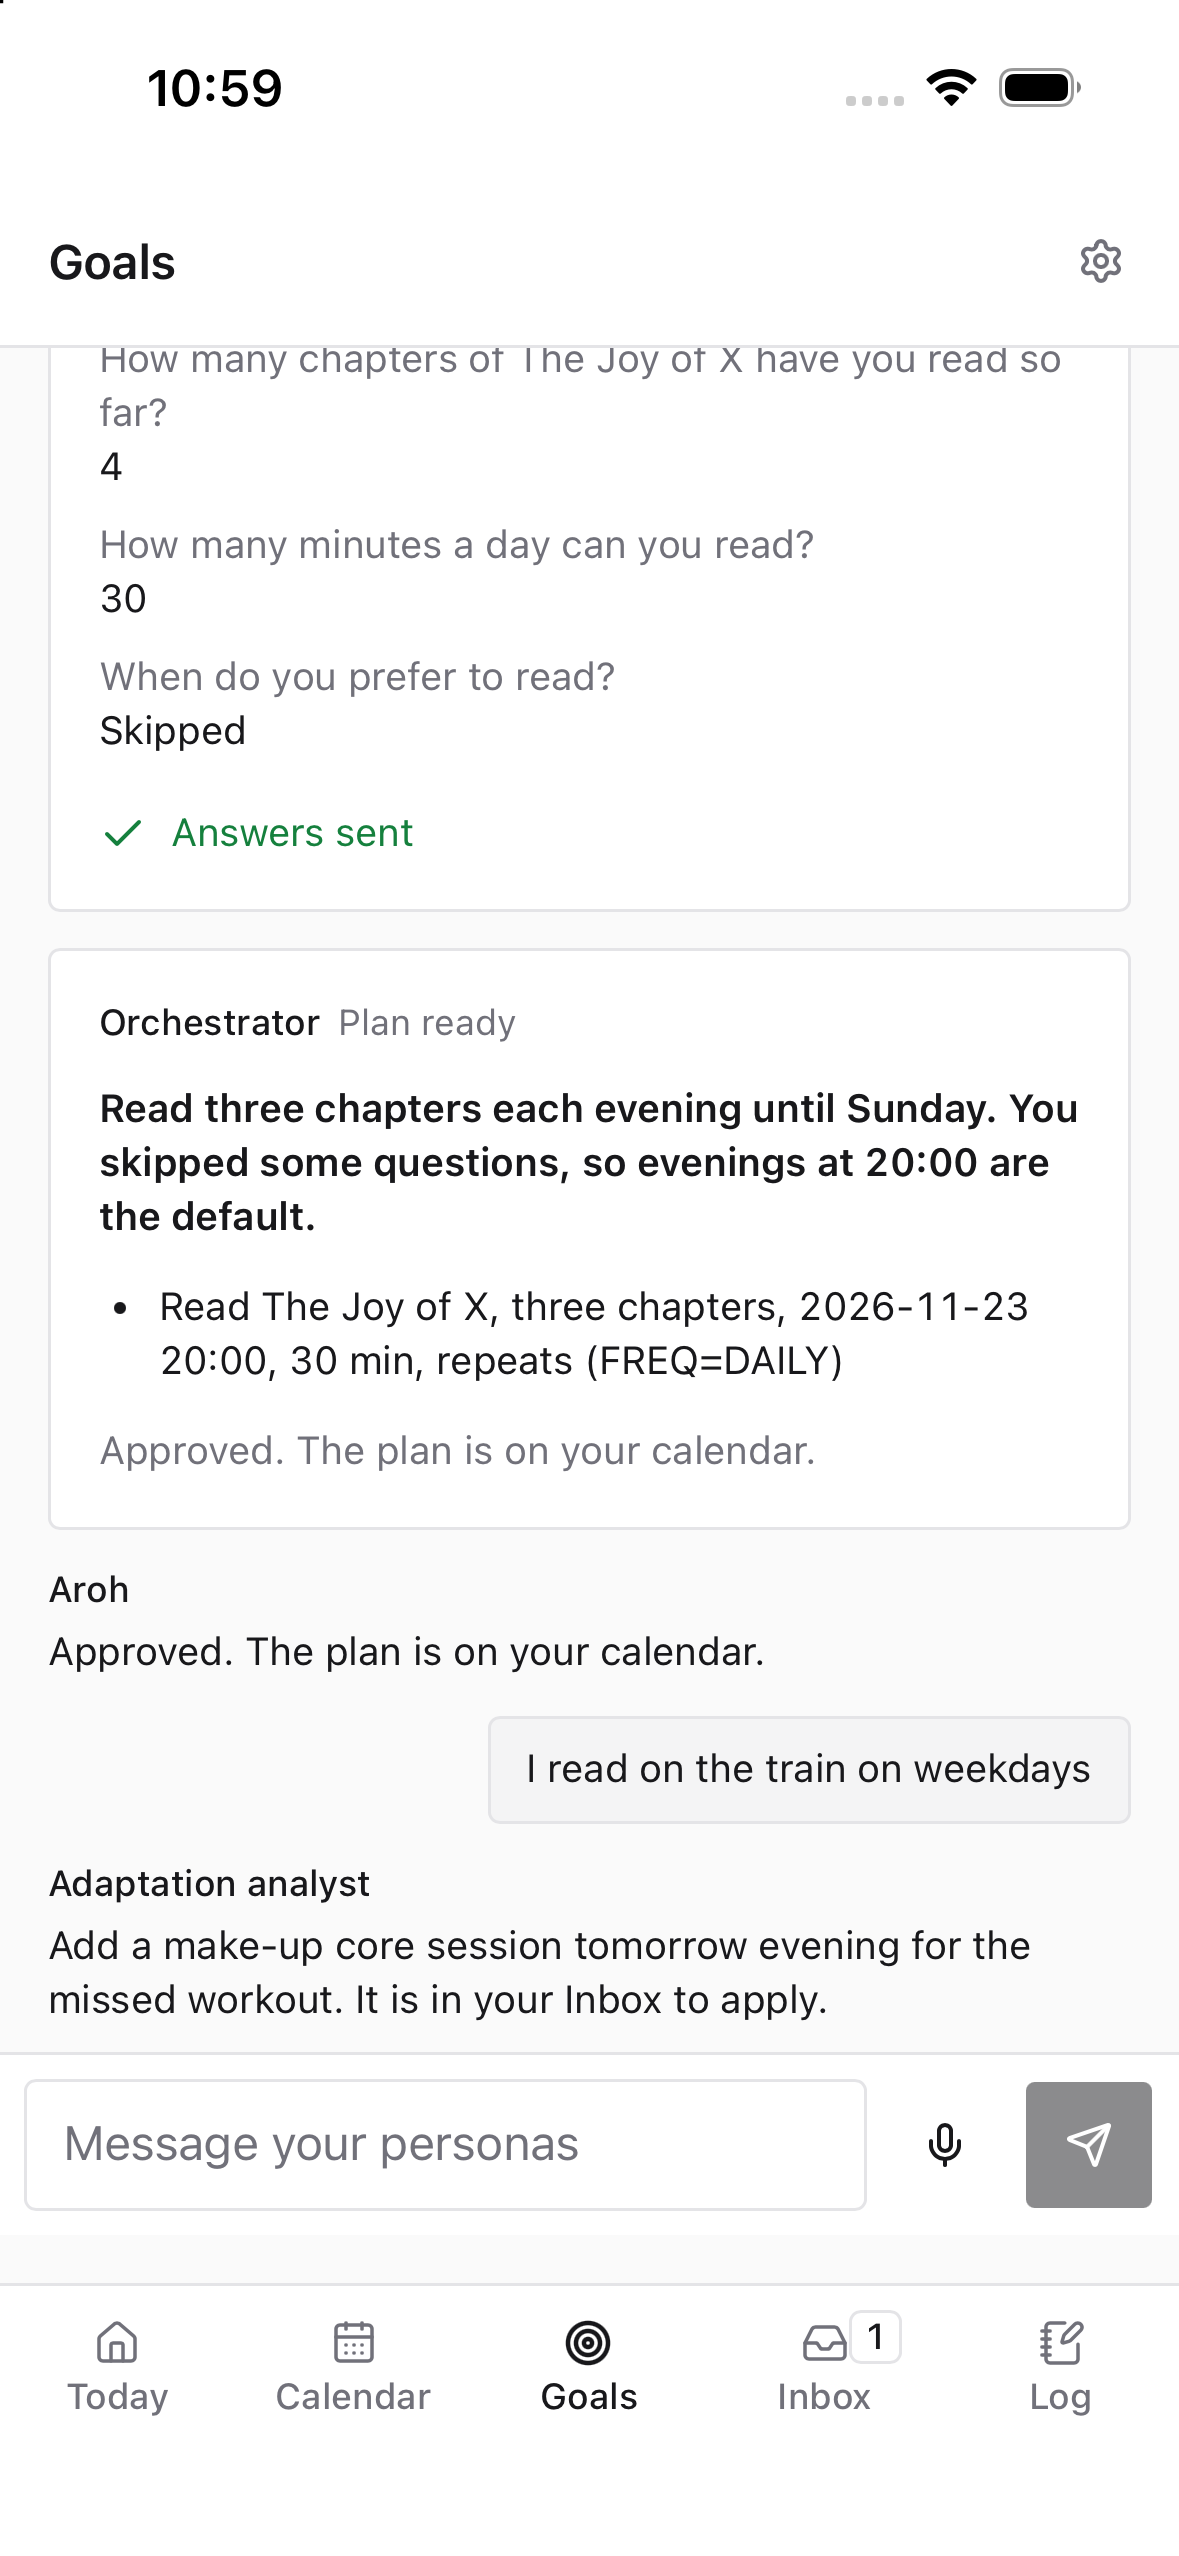 10:59
Goals
How many chapters of The Joy of X have you read so
far?
4
How many minutes a day can you read?
30
When do you prefer to read?
Skipped
Answers sent
Orchestrator Plan ready
Read three chapters each evening until Sunday. You
skipped some questions, so evenings at 20:00 are
the default.
• Read The Joy of X, three chapters, 2026-11-23
20:00, 30 min, repeats (FREQ=DAILY)
Approved. The plan is on your calendar.
Aroh
Approved. The plan is on your calendar.
I read on the train on weekdays
Adaptation analyst
Add a make-up core session tomorrow evening for the
missed workout. It is in your Inbox to apply.
Message your personas
1
Today Calendar Goals Inbox Log